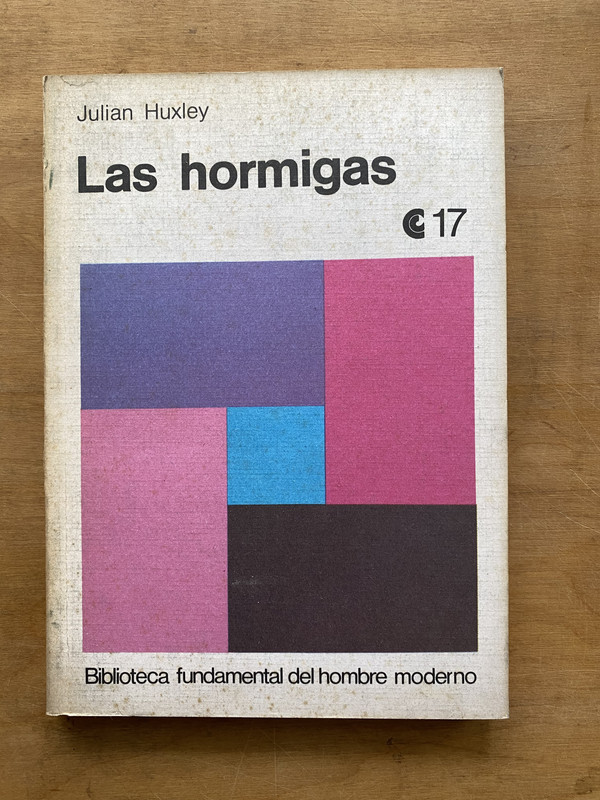 Julian Huxley
Las hormigas
17
Biblioteca fundamental del hombre moderno